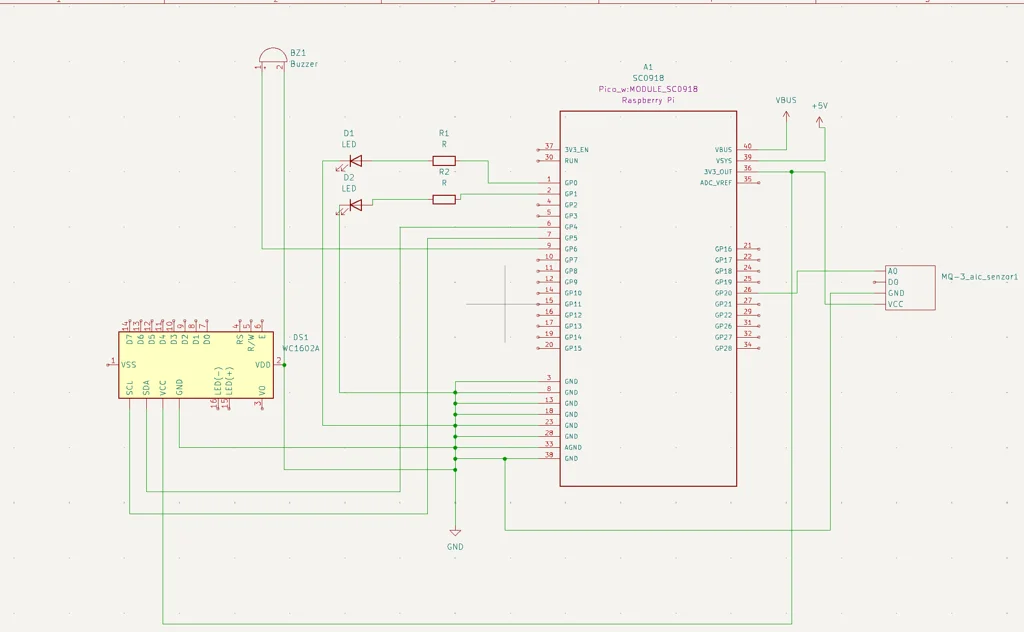 BZ1
Buzzer
1
2
A1
SC0918
Pico_w:MODULE_SC0918
Raspberry Pi
VBUS
+5V
D1
LED
R1
R
D2
LED
R2
R
37 3V3_EN
30 RUN
1 GP0
2 GP1
4 GP2
5 GP3
6 GP4
7 GP5
9 GP6
10 GP7
11 GP8
12 GP9
14 GP10
15 GP11
16 GP12
17 GP13
19 GP14
20 GP15
3 GND
8 GND
13 GND
18 GND
23 GND
28 GND
33 AGND
38 GND
VBUS 40
VSYS 39
3V3_OUT 36
ADC_VREF 35
GP16 21
GP17 22
GP18 24
GP19 25
GP20 26
GP21 27
GP22 29
GP26 31
GP27 32
GP28 34
MQ-3_alc_senzor1
A0
D0
GND
VCC
14 13 12 11 10 9 8 7 4 5 6
D7 D6 D5 D4 D3 D2 D1 D0 RS R/W E
DS1
WC1602A
1 VSS
VDD 2
SCL SDA VCC GND LED(-) LED(+) VO
16 15 3
GND